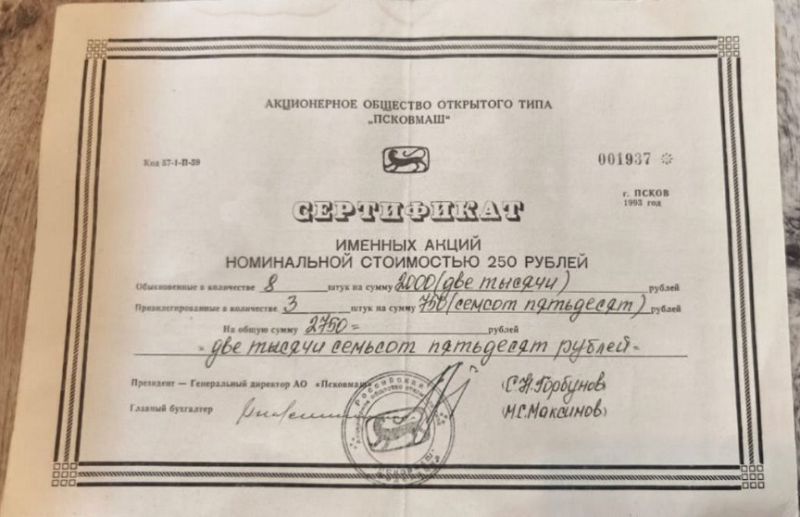 АКЦИОНЕРНОЕ ОБЩЕСТВО ОТКРЫТОГО ТИПА
„ПСКОВМАШ“
Код 57-1-П-39
001937
г. ПСКОВ
1993 год
СЕРТИФИКАТ
ИМЕННЫХ АКЦИЙ
НОМИНАЛЬНОЙ СТОИМОСТЬЮ 250 РУБЛЕЙ
Обыкновенные в количестве 8 штук на сумму 2000 (две тысячи) рублей
Привилегированные в количестве 3 штук на сумму 750 (семсот пятьдесят) рублей
На общую сумму 2750= рублей
= две тысячи семьсот пятьдесят рублей=
Президент — Генеральный директор АО «Псковмаш» (С.Н.Горбунов)
Главный бухгалтер (М.С.Максимов)
Российская
ПСКОВМАШ